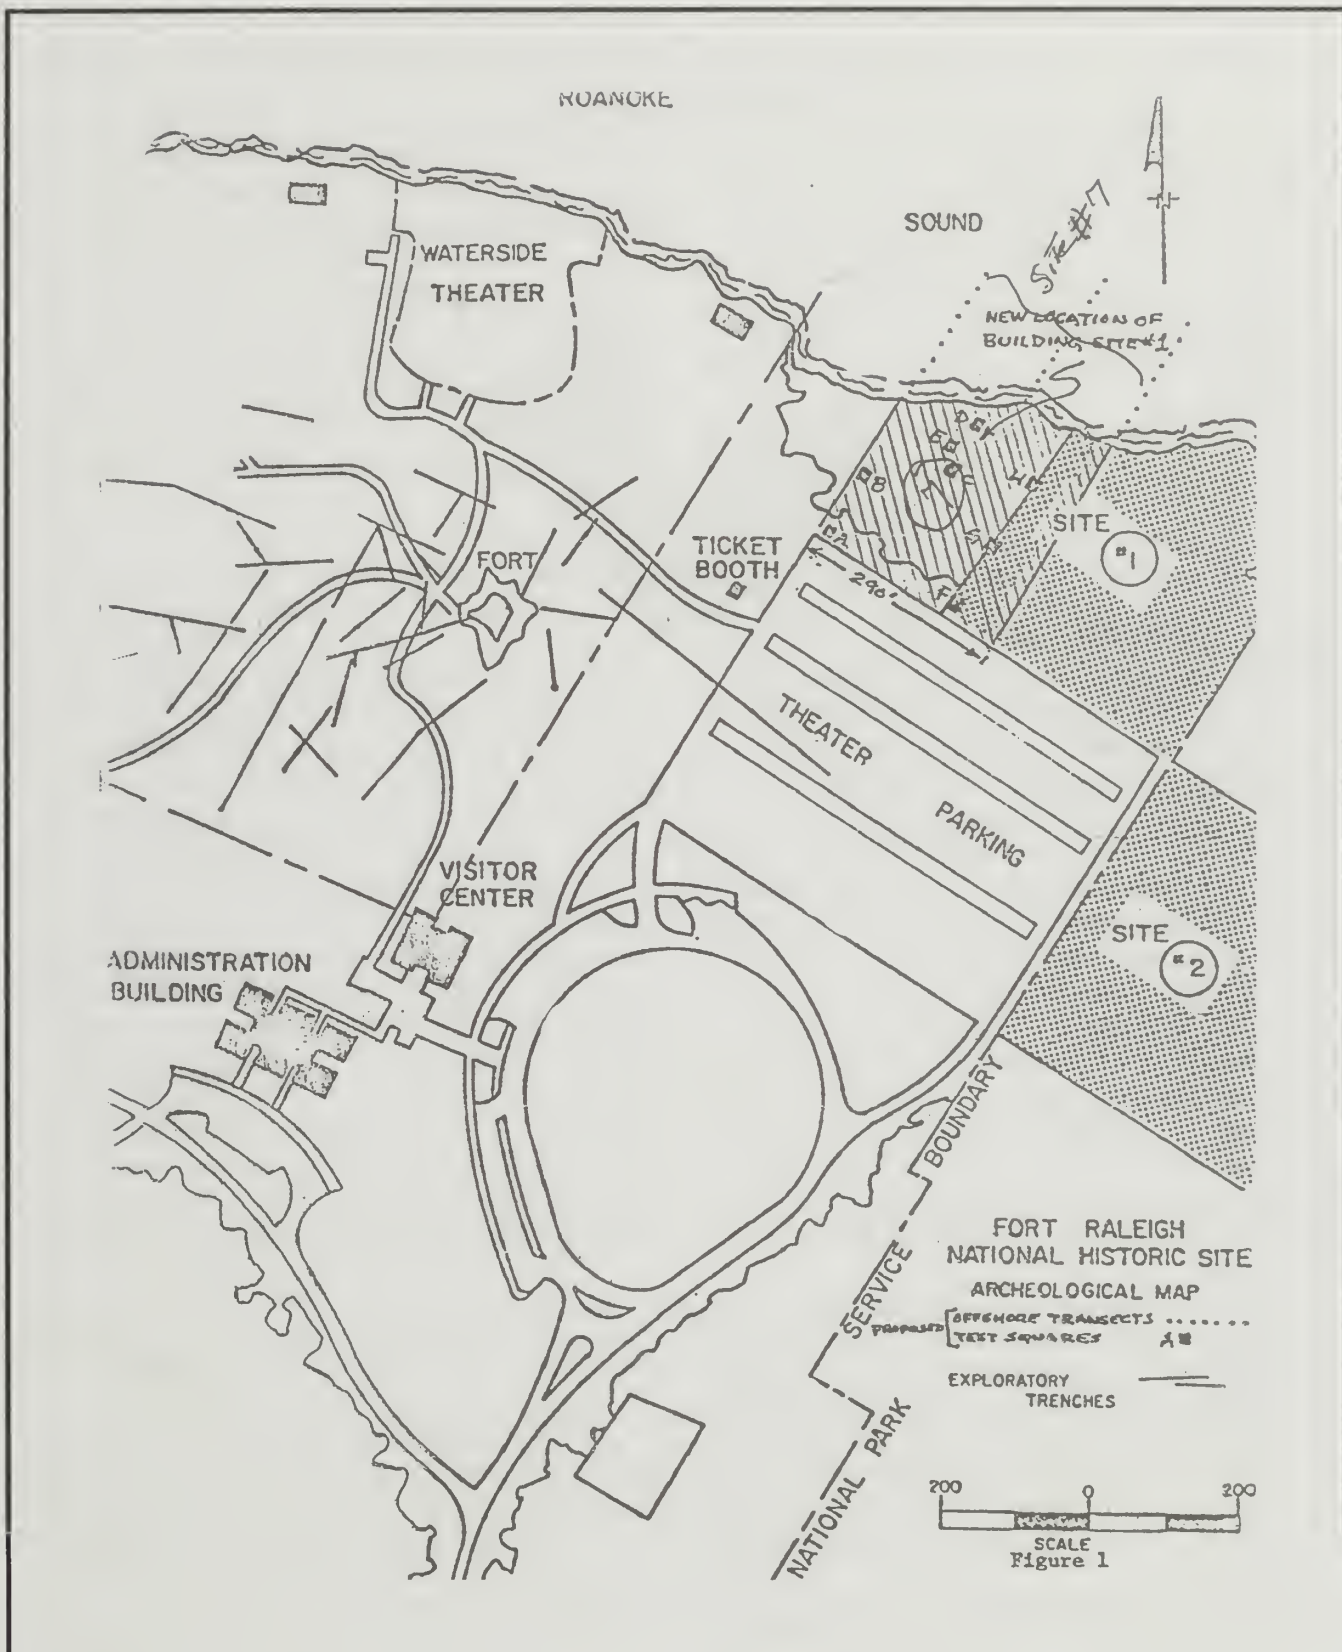 ROANOKE
SOUND
Site #7
NEW LOCATION OF
BUILDING SITE #1
WATERSIDE
THEATER
N
FORT
TICKET
BOOTH
B
A
290'
7
SITE
#1
THEATER
PARKING
VISITOR
CENTER
SITE
#2
ADMINISTRATION
BUILDING
NATIONAL PARK SERVICE BOUNDARY
FORT RALEIGH
NATIONAL HISTORIC SITE
ARCHEOLOGICAL MAP
PROPOSED
OFFSHORE TRANSECTS
TEST SQUARES A
EXPLORATORY
TRENCHES
200 0 200
SCALE
Figure 1